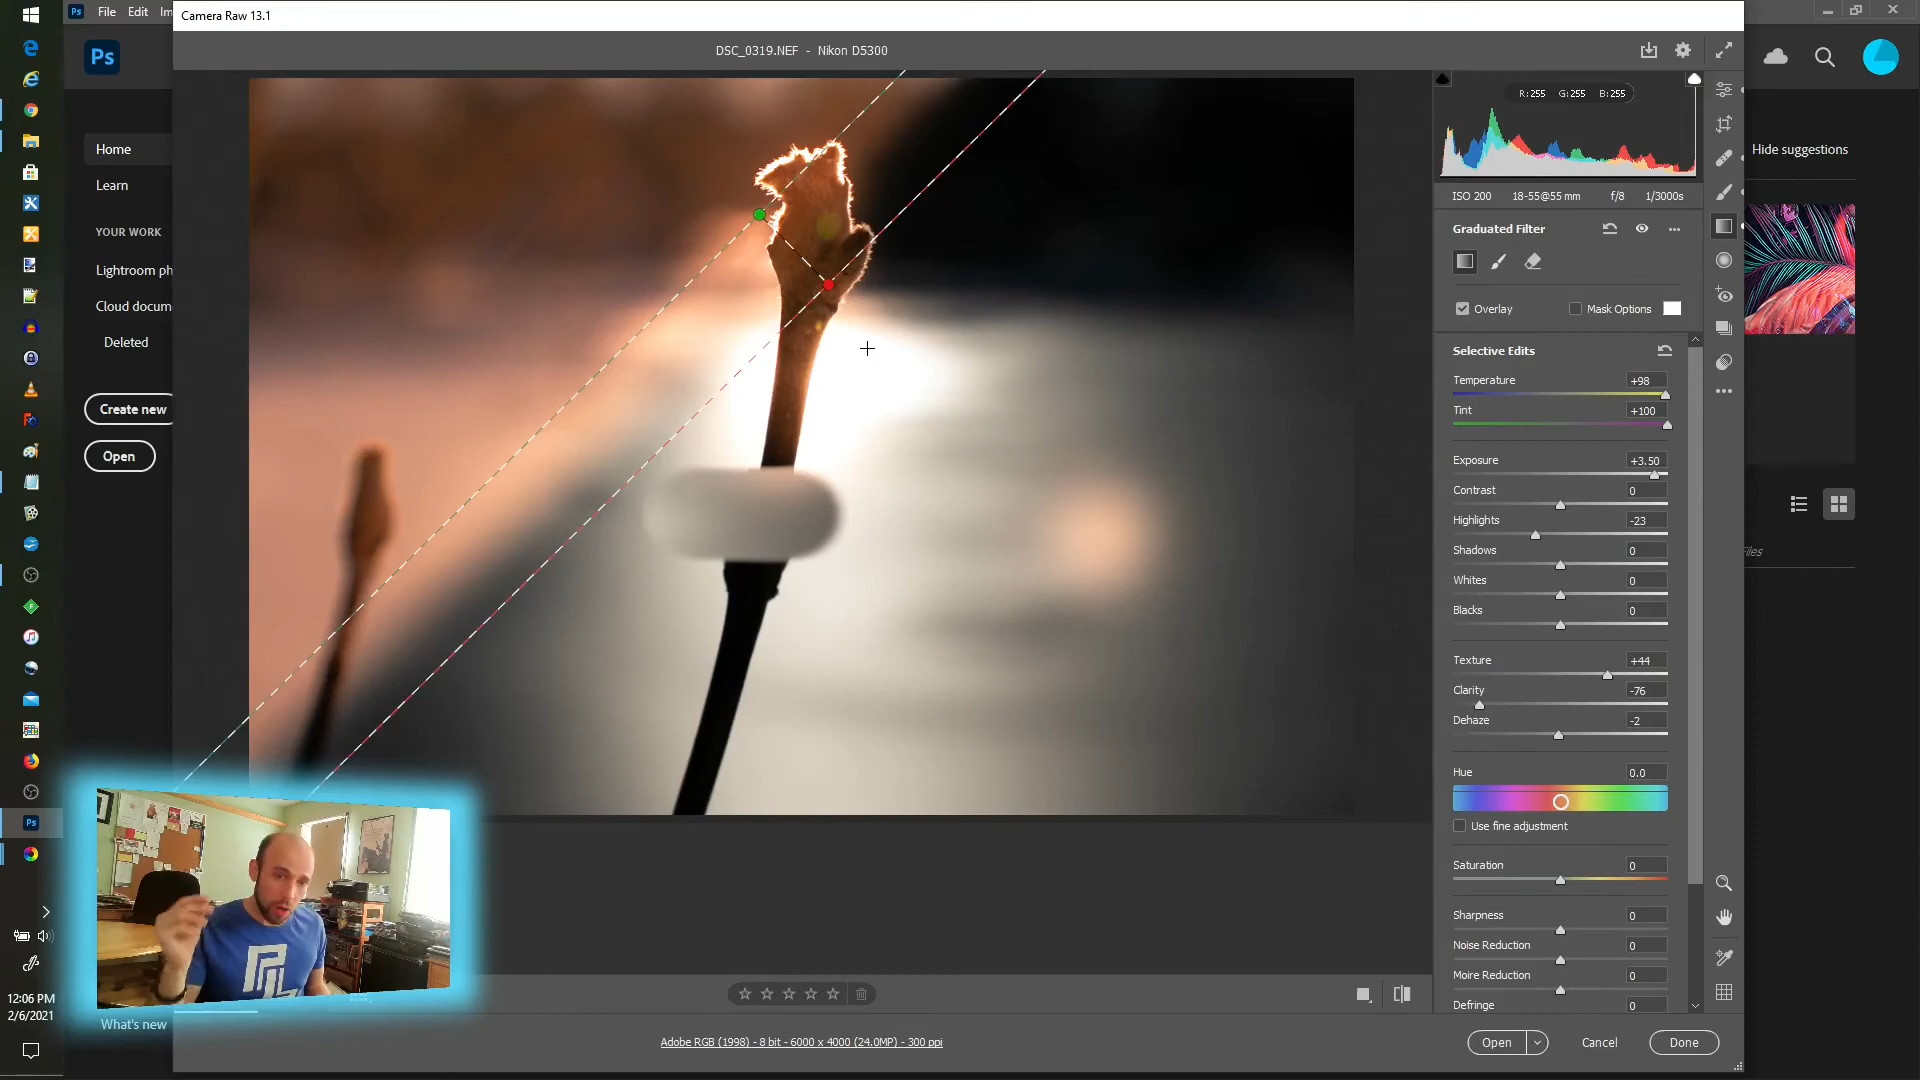 Camera Raw 13.1
Ps File Edit Im
DSC_0319.NEF - Nikon D5300
Ps
R: 255 G: 255 B: 255
Home
Learn
YOUR WORK
Lightroom ph
Cloud docum
Deleted
Create new
Open
Hide suggestions
ISO 200 18-55@55 mm f/8 1/3000s
Graduated Filter
Overlay Mask Options
Selective Edits
Temperature +98
Tint +100
Exposure +3.50
Contrast 0
Highlights -23
Shadows 0
Whites 0
Blacks 0
Texture +44
Clarity -76
Dehaze -2
Hue 0.0
Use fine adjustment
Saturation 0
Sharpness 0
Noise Reduction 0
Moire Reduction 0
Defringe 0
Files
Ps
12:06 PM
2/6/2021
What's new
Adobe RGB (1998) - 8 bit - 6000 x 4000 (24.0MP) - 300 ppi
Open Cancel Done